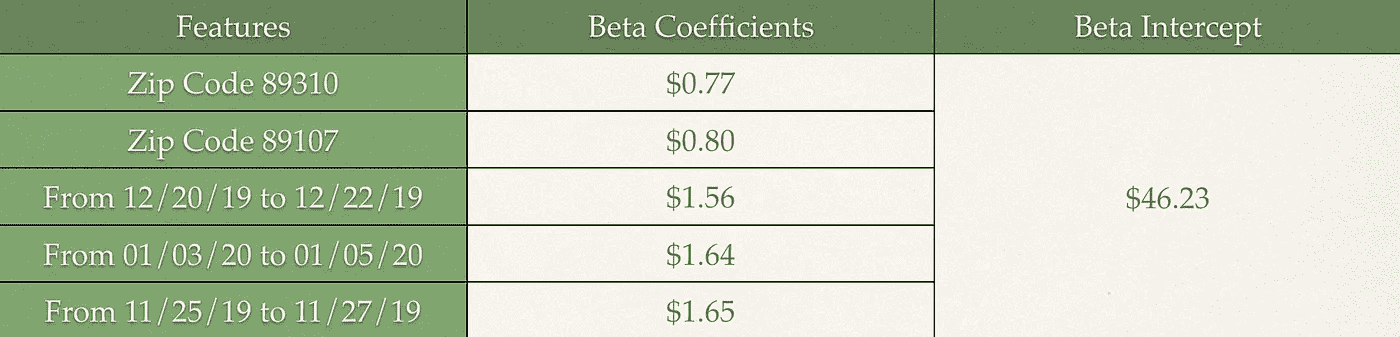 Features Beta Coefficients Beta Intercept
Zip Code 89310 $0.77
Zip Code 89107 $0.80
From 12/20/19 to 12/22/19 $1.56 $46.23
From 01/03/20 to 01/05/20 $1.64
From 11/25/19 to 11/27/19 $1.65